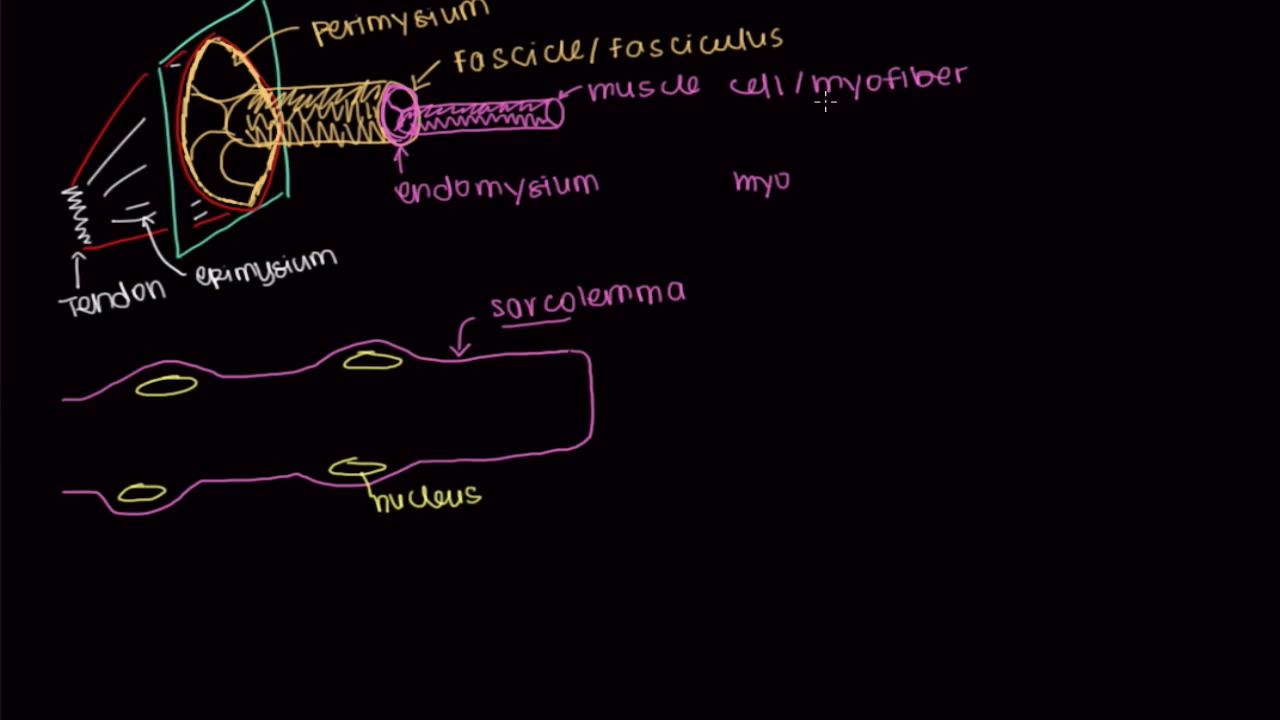 perimysium
fascicle/fasciculus
muscle cell/myofiber
endomysium
myo
epimysium
Tendon
sarcolemma
nucleus